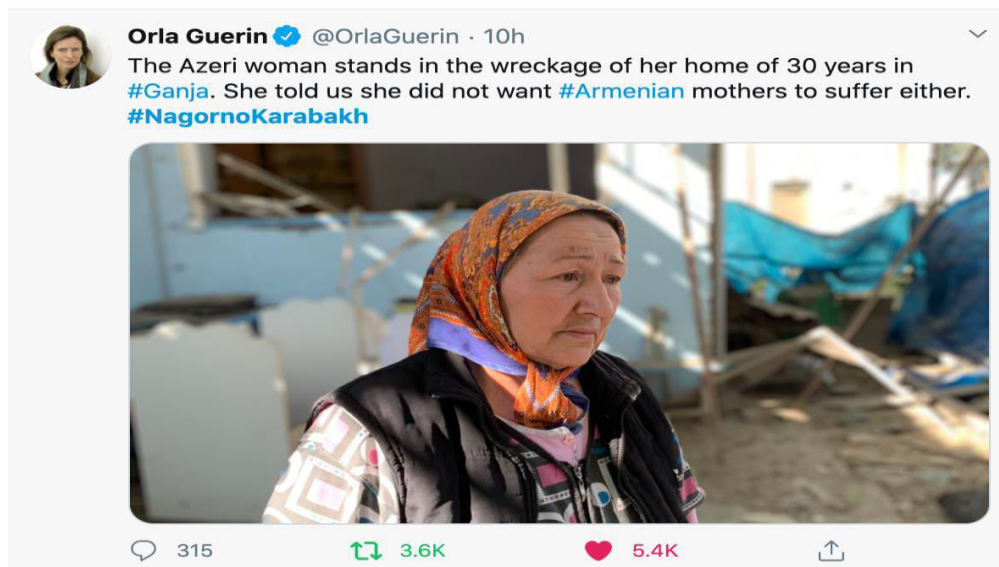 Orla Guerin @OrlaGuerin · 10h
The Azeri woman stands in the wreckage of her home of 30 years in
#Ganja. She told us she did not want #Armenian mothers to suffer either.
#NagornoKarabakh
315 3.6K 5.4K